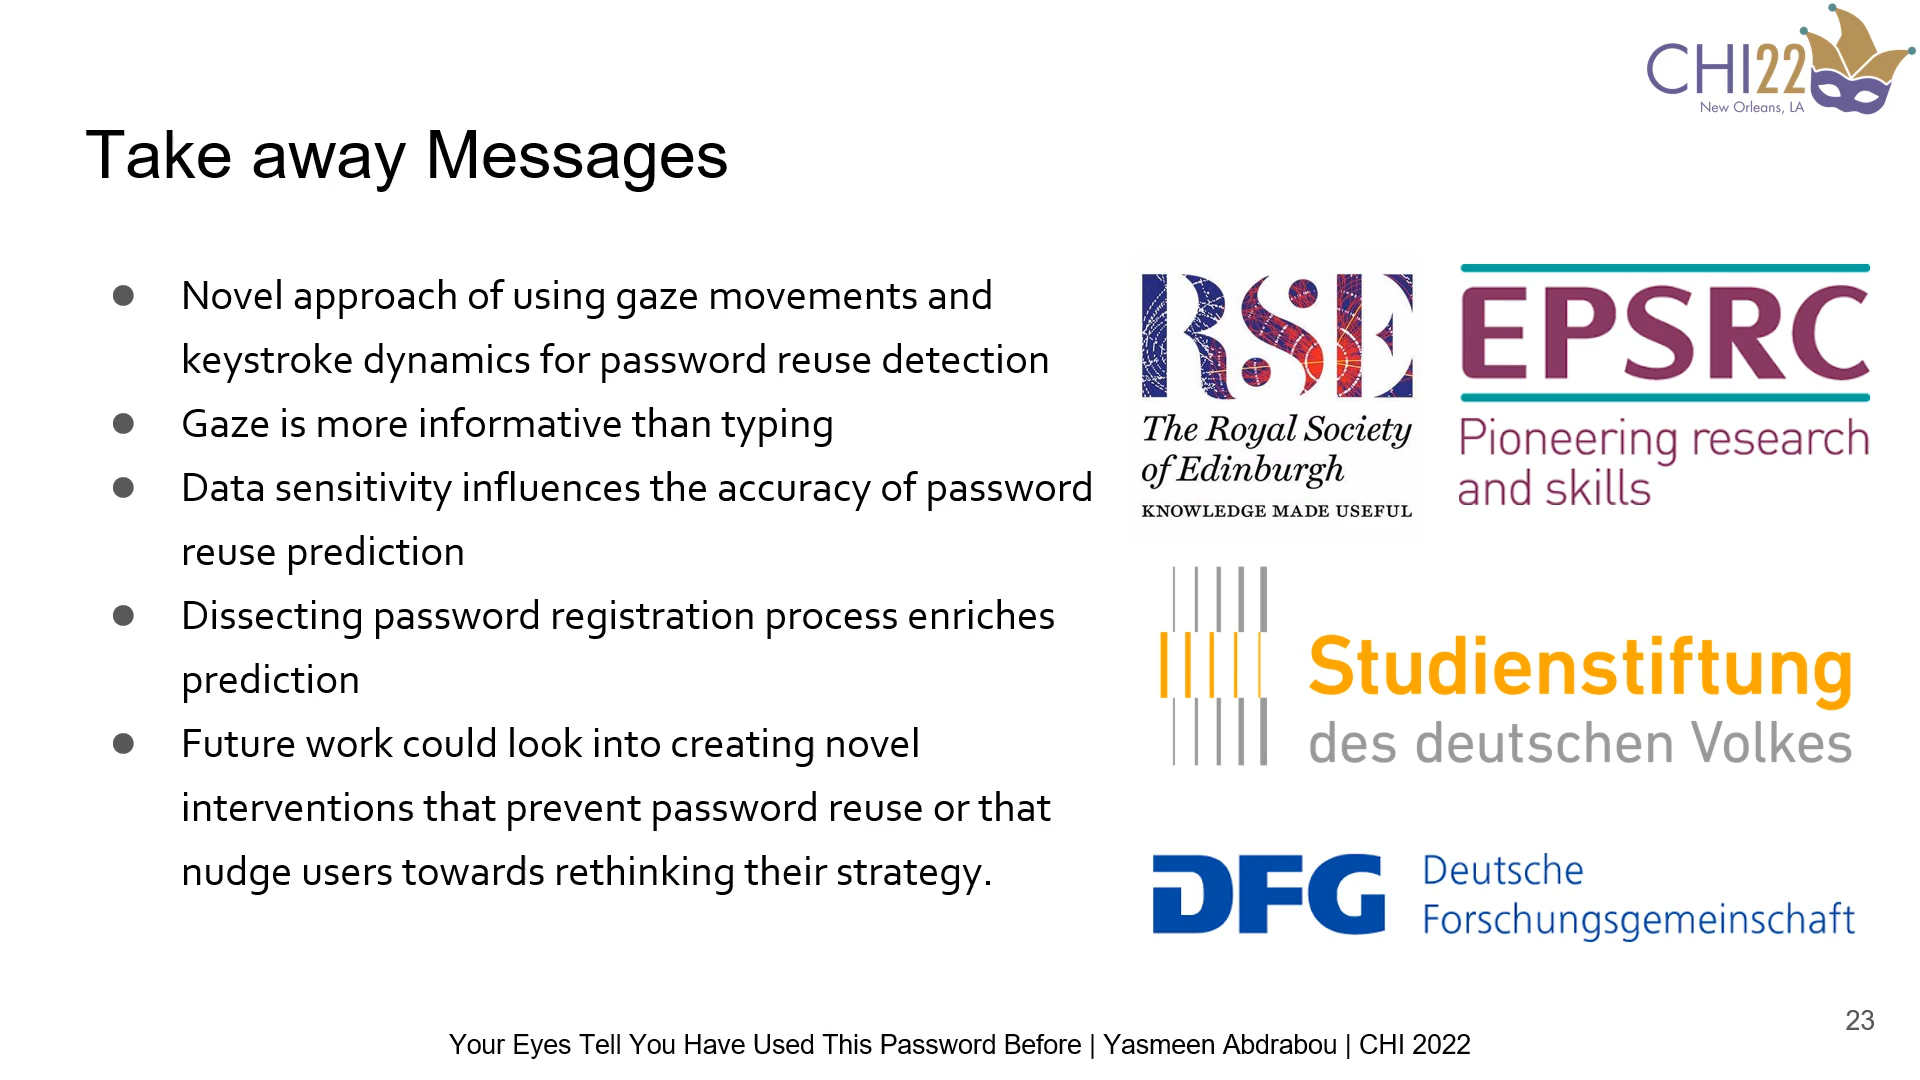 CHI22
New Orleans, LA
Take away Messages
● Novel approach of using gaze movements and
keystroke dynamics for password reuse detection
● Gaze is more informative than typing
● Data sensitivity influences the accuracy of password
reuse prediction
● Dissecting password registration process enriches
prediction
● Future work could look into creating novel
interventions that prevent password reuse or that
nudge users towards rethinking their strategy.
RSE
The Royal Society
of Edinburgh
KNOWLEDGE MADE USEFUL
EPSRC
Pioneering research
and skills
Studienstiftung
des deutschen Volkes
DFG
Deutsche
Forschungsgemeinschaft
23
Your Eyes Tell You Have Used This Password Before | Yasmeen Abdrabou | CHI 2022